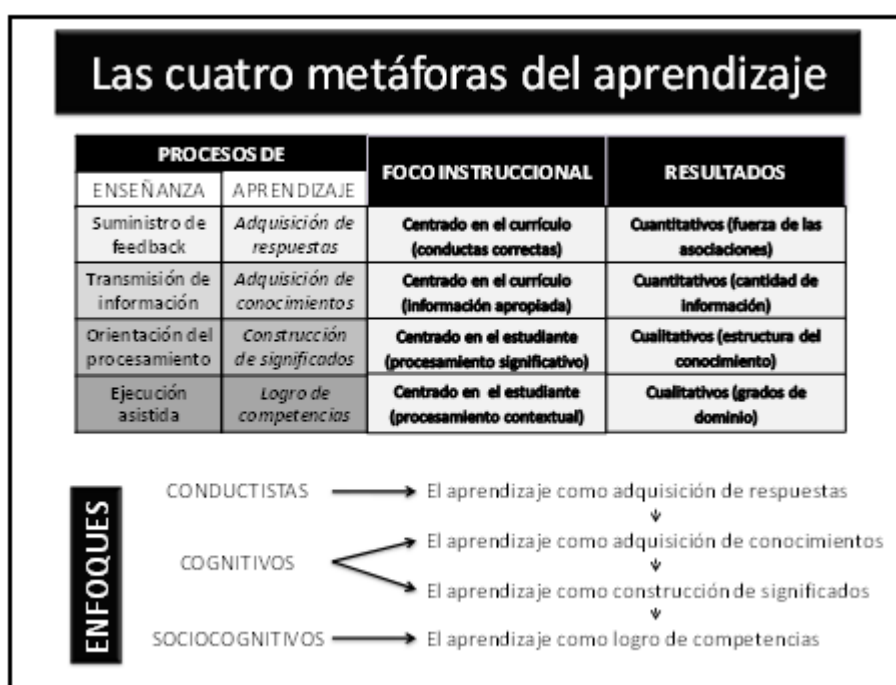 Las cuatro metáforas del aprendizaje
PROCESOS DE
FOCO INSTRUCCIONAL
RESULTADOS
ENSEÑANZA
APRENDIZAJE
Suministro de
feedback
Adquisición de
respuestas
Centrado en el currículo
(conductas correctas)
Cuantitativos (fuerza de las
asociaciones)
Transmisión de
información
Adquisición de
conocimientos
Centrado en el currículo
(información apropiada)
Cuantitativos (cantidad de
información)
Orientación del
procesamiento
Construcción
de significados
Centrado en el estudiante
(procesamiento significativo)
Cualitativos (estructura del
conocimiento)
Ejecución
asistida
Logro de
competencias
Centrado en el estudiante
(procesamiento contextual)
Cualitativos (grados de
dominio)
ENFOQUES
CONDUCTISTAS
El aprendizaje como adquisición de respuestas
COGNITIVOS
El aprendizaje como adquisición de conocimientos
El aprendizaje como construcción de significados
SOCIOCOGNITIVOS
El aprendizaje como logro de competencias